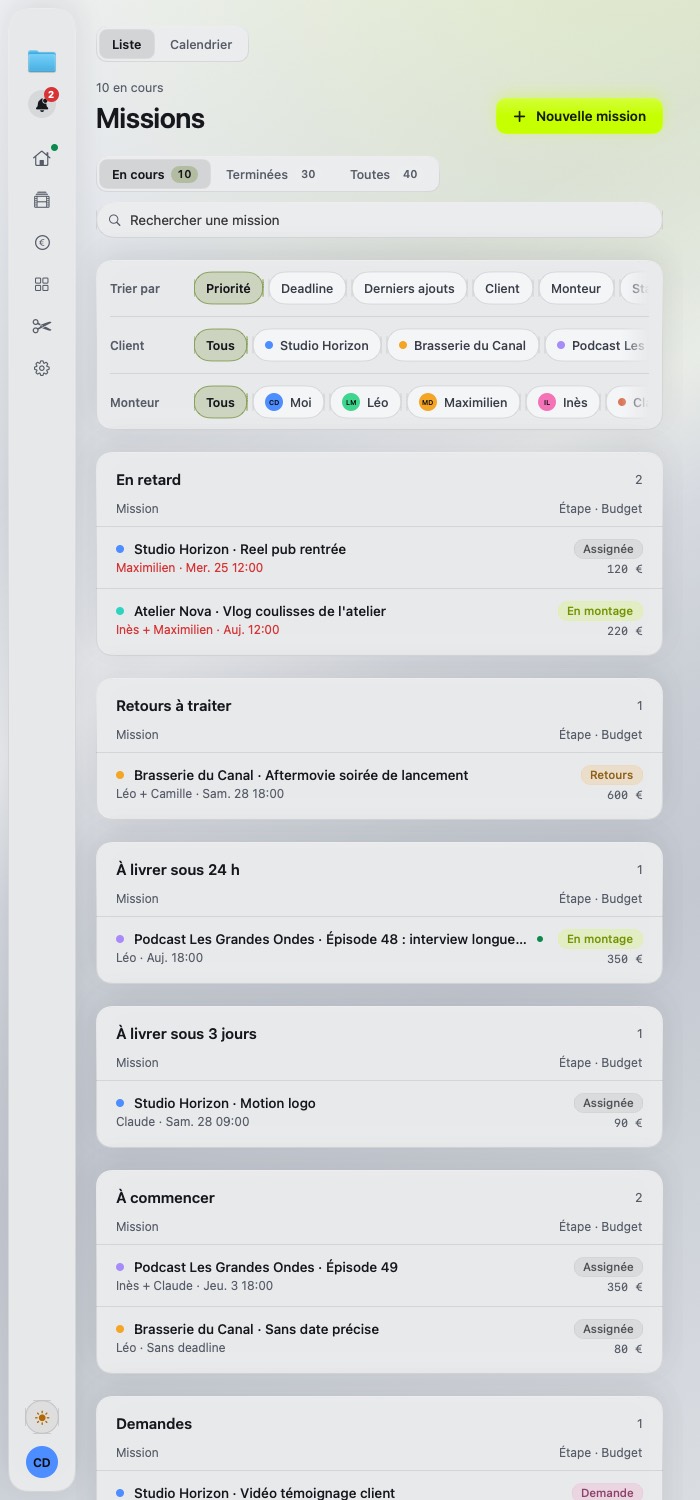 Liste Calendrier
2
10 en cours
Missions
+ Nouvelle mission
En cours 10 Terminées 30 Toutes 40
Rechercher une mission
Trier par Priorité Deadline Derniers ajouts Client Monteur
Client Tous Studio Horizon Brasserie du Canal Podcast Les
Monteur Tous CD Moi LM Léo MD Maximilien IL Inès
En retard 2
Mission Étape · Budget
Studio Horizon · Reel pub rentrée Assignée
Maximilien · Mer. 25 12:00 120 €
Atelier Nova · Vlog coulisses de l'atelier En montage
Inès + Maximilien · Auj. 12:00 220 €
Retours à traiter 1
Mission Étape · Budget
Brasserie du Canal · Aftermovie soirée de lancement Retours
Léo + Camille · Sam. 28 18:00 600 €
À livrer sous 24 h 1
Mission Étape · Budget
Podcast Les Grandes Ondes · Épisode 48 : interview longue... En montage
Léo · Auj. 18:00 350 €
À livrer sous 3 jours 1
Mission Étape · Budget
Studio Horizon · Motion logo Assignée
Claude · Sam. 28 09:00 90 €
À commencer 2
Mission Étape · Budget
Podcast Les Grandes Ondes · Épisode 49 Assignée
Inès + Claude · Jeu. 3 18:00 350 €
Brasserie du Canal · Sans date précise Assignée
Léo · Sans deadline 80 €
Demandes 1
Mission Étape · Budget
CD
Studio Horizon · Vidéo témoignage client Demande